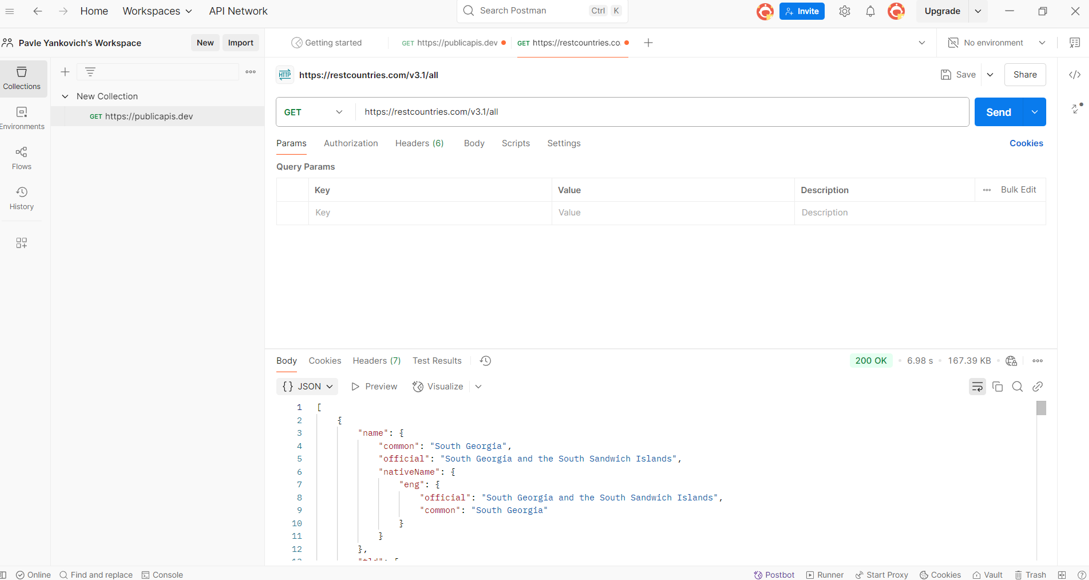 Home Workspaces API Network Search Postman Ctrl K Invite Upgrade
Pavle Yankovich's Workspace New Import Getting started GET https://publicapis.dev GET https://restcountries.co No environment
Collections
Environments
Flows
History
New Collection
GET https://publicapis.dev
HTTP https://restcountries.com/v3.1/all Save Share
GET https://restcountries.com/v3.1/all Send
Params Authorization Headers (6) Body Scripts Settings Cookies
Query Params
Key Value Description Bulk Edit
Key Value Description
Body Cookies Headers (7) Test Results 200 OK 6.98 s 167.39 KB
{} JSON Preview Visualize
1 [
2 {
3 "name": {
4 "common": "South Georgia",
5 "official": "South Georgia and the South Sandwich Islands",
6 "nativeName": {
7 "eng": {
8 "official": "South Georgia and the South Sandwich Islands",
9 "common": "South Georgia"
10 }
11 }
12 },
Online Find and replace Console Postbot Runner Start Proxy Cookies Vault Trash